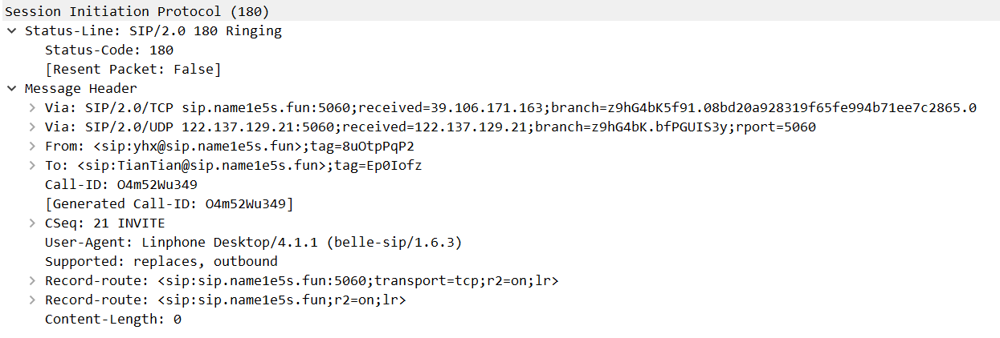 Session Initiation Protocol (180)
Status-Line: SIP/2.0 180 Ringing
Status-Code: 180
[Resent Packet: False]
Message Header
Via: SIP/2.0/TCP sip.name1e5s.fun:5060;received=39.106.171.163;branch=z9hG4bK5f91.08bd20a928319f65fe994b71ee7c2865.0
Via: SIP/2.0/UDP 122.137.129.21:5060;received=122.137.129.21;branch=z9hG4bK.bfPGUIS3y;rport=5060
From: <sip:yhx@sip.name1e5s.fun>;tag=8uOtpPqP2
To: <sip:TianTian@sip.name1e5s.fun>;tag=Ep0Iofz
Call-ID: O4m52Wu349
[Generated Call-ID: O4m52Wu349]
CSeq: 21 INVITE
User-Agent: Linphone Desktop/4.1.1 (belle-sip/1.6.3)
Supported: replaces, outbound
Record-route: <sip:sip.name1e5s.fun:5060;transport=tcp;r2=on;lr>
Record-route: <sip:sip.name1e5s.fun;r2=on;lr>
Content-Length: 0